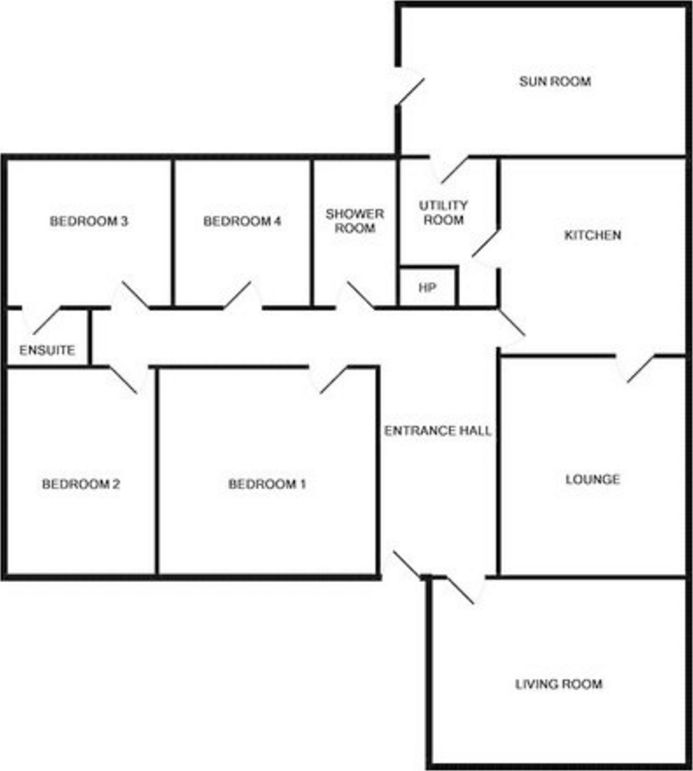 SUN ROOM
BEDROOM 3
BEDROOM 4
SHOWER
ROOM
UTILITY
ROOM
KITCHEN
HP
ENSUITE
ENTRANCE HALL
BEDROOM 2
BEDROOM 1
LOUNGE
LIVING ROOM